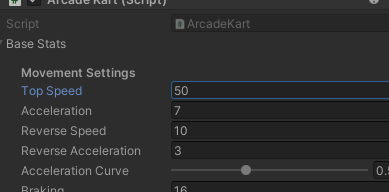 Arcade Kart (Script)
Script ArcadeKart
Base Stats
Movement Settings
Top Speed 50
Acceleration 7
Reverse Speed 10
Reverse Acceleration 3
Acceleration Curve
Braking 16